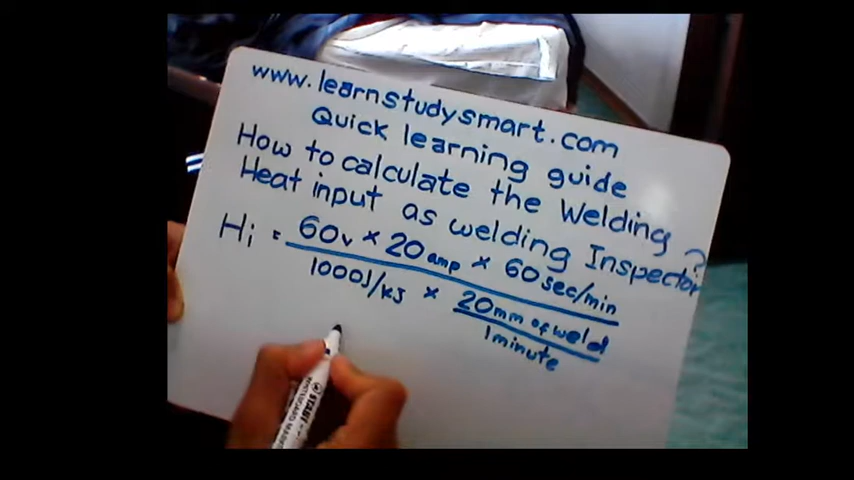 www.learnstudysmart.com
Quick learning guide
How to calculate the Welding
Heat input as welding Inspector?
Hi = 60v x 20amp x 60sec/min
1000J/kJ x 20mm of weld
1minute
START